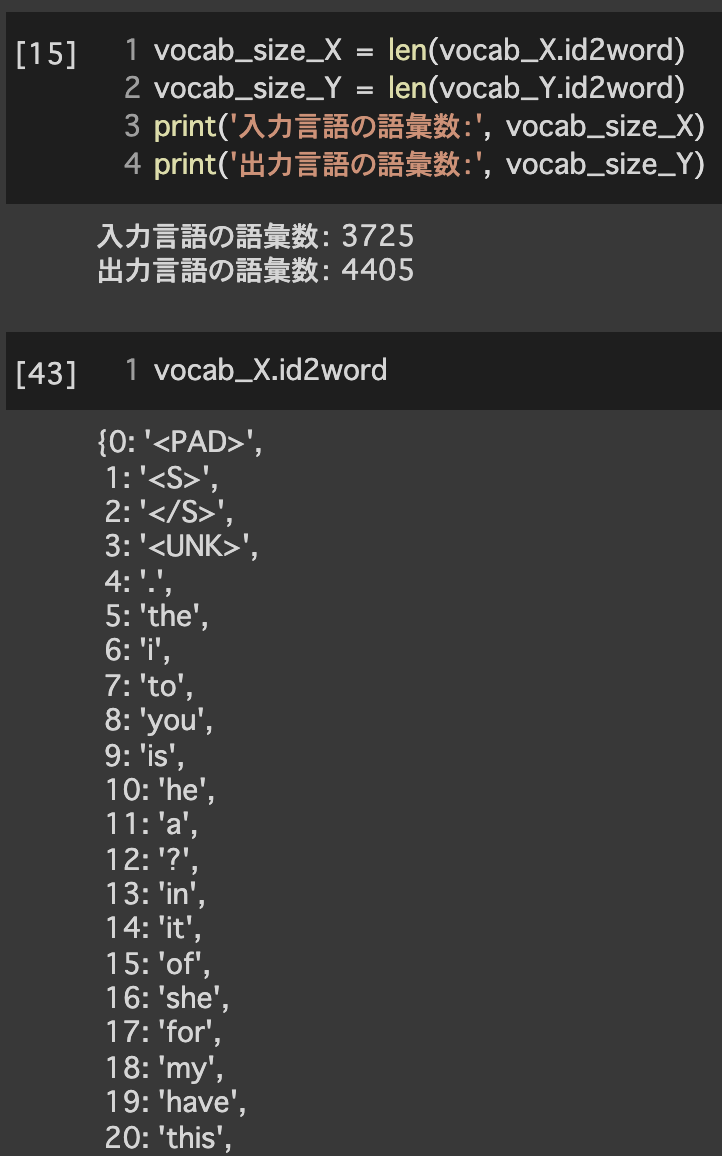 [15] 1 vocab_size_X = len(vocab_X.id2word)
2 vocab_size_Y = len(vocab_Y.id2word)
3 print('入力言語の語彙数:', vocab_size_X)
4 print('出力言語の語彙数:', vocab_size_Y)
入力言語の語彙数: 3725
出力言語の語彙数: 4405
[43] 1 vocab_X.id2word
{0: '<PAD>',
1: '<S>',
2: '</S>',
3: '<UNK>',
4: '.',
5: 'the',
6: 'i',
7: 'to',
8: 'you',
9: 'is',
10: 'he',
11: 'a',
12: '?',
13: 'in',
14: 'it',
15: 'of',
16: 'she',
17: 'for',
18: 'my',
19: 'have',
20: 'this',